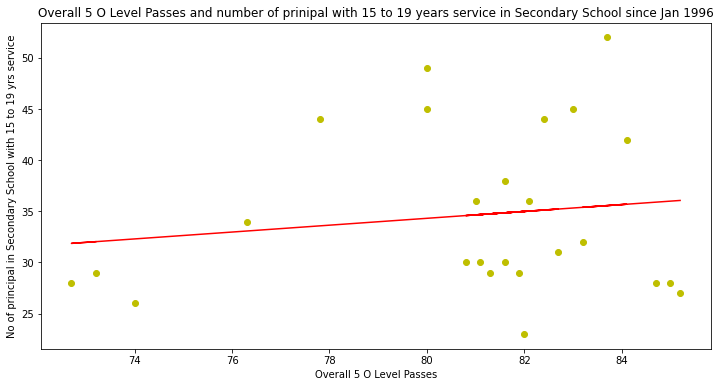 Overall 5 O Level Passes and number of prinipal with 15 to 19 years service in Secondary School since Jan 1996
No of principal in Secondary School with 15 to 19 yrs service
50
45
40
35
30
25
74 76 78 80 82 84
Overall 5 O Level Passes